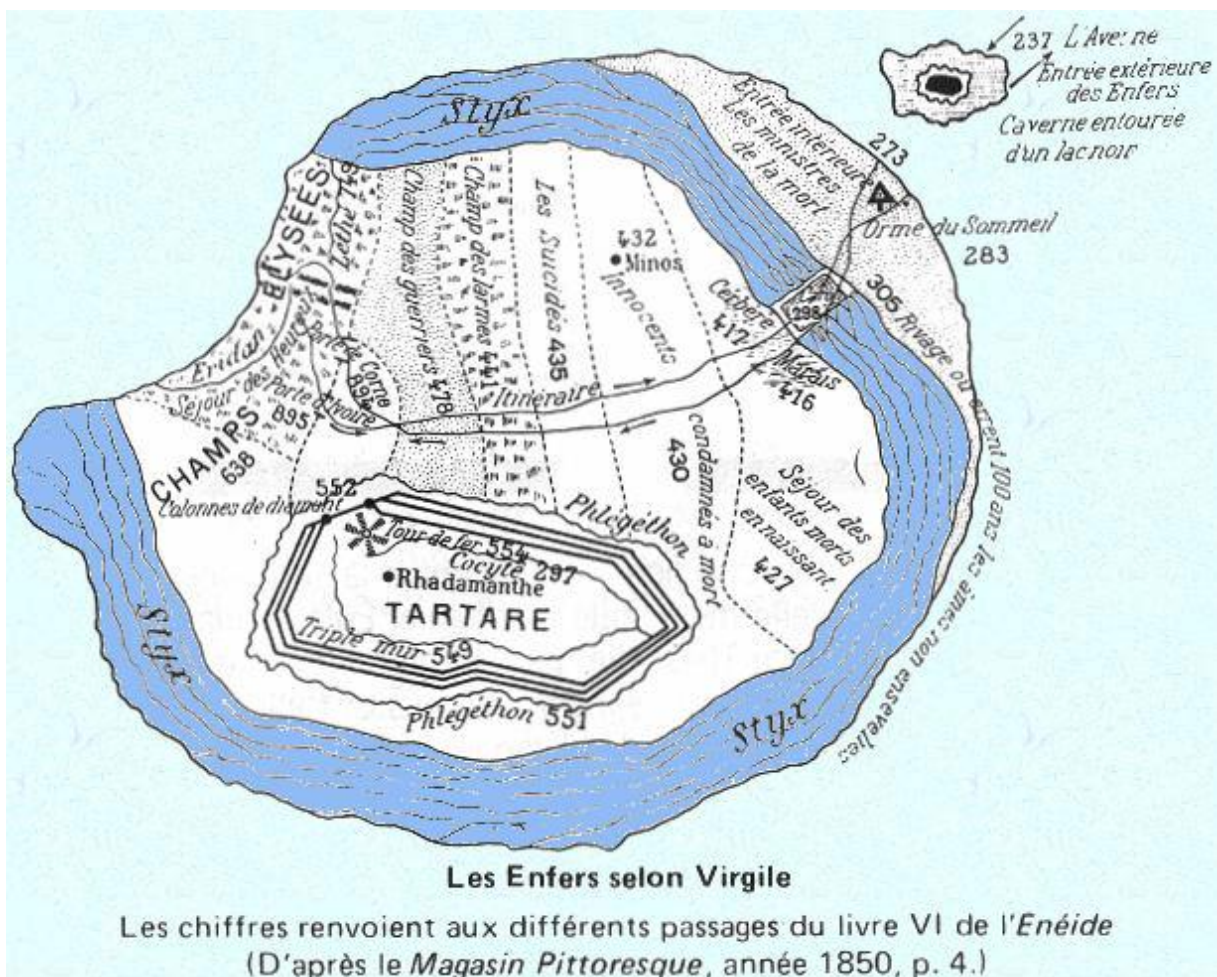 237 L'Averne
Entrée extérieure
des Enfers
Caverne entourée
d'un lac noir
Styx
Entrée intérieure
Les ministres
de la mort
273
Orme du Sommeil
283
298
305 Rivage où errent 100 ans les âmes non ensevelies
Cerbère
417
Marais
416
432
Minos
Innocents
condamnés à mort
430
Les Suicidés 435
Champ des larmes 441
Champ des guerriers 478
Itinéraire
Séjour des
enfants morts
en naissant
427
CHAMPS ELYSEES
638
Lethe
Eridan
Séjour des Heureux
Porte de Corne
894
Porte d'Ivoire
895
Colonnes de diamant
552
Tour de fer 554
Cocyte 297
Rhadamanthe
TARTARE
Triple mur 549
Phlégéthon
Phlégéthon 551
Styx
Styx
Les Enfers selon Virgile
Les chiffres renvoient aux différents passages du livre VI de l'Enéide
(D'après le Magasin Pittoresque, année 1850, p. 4.)